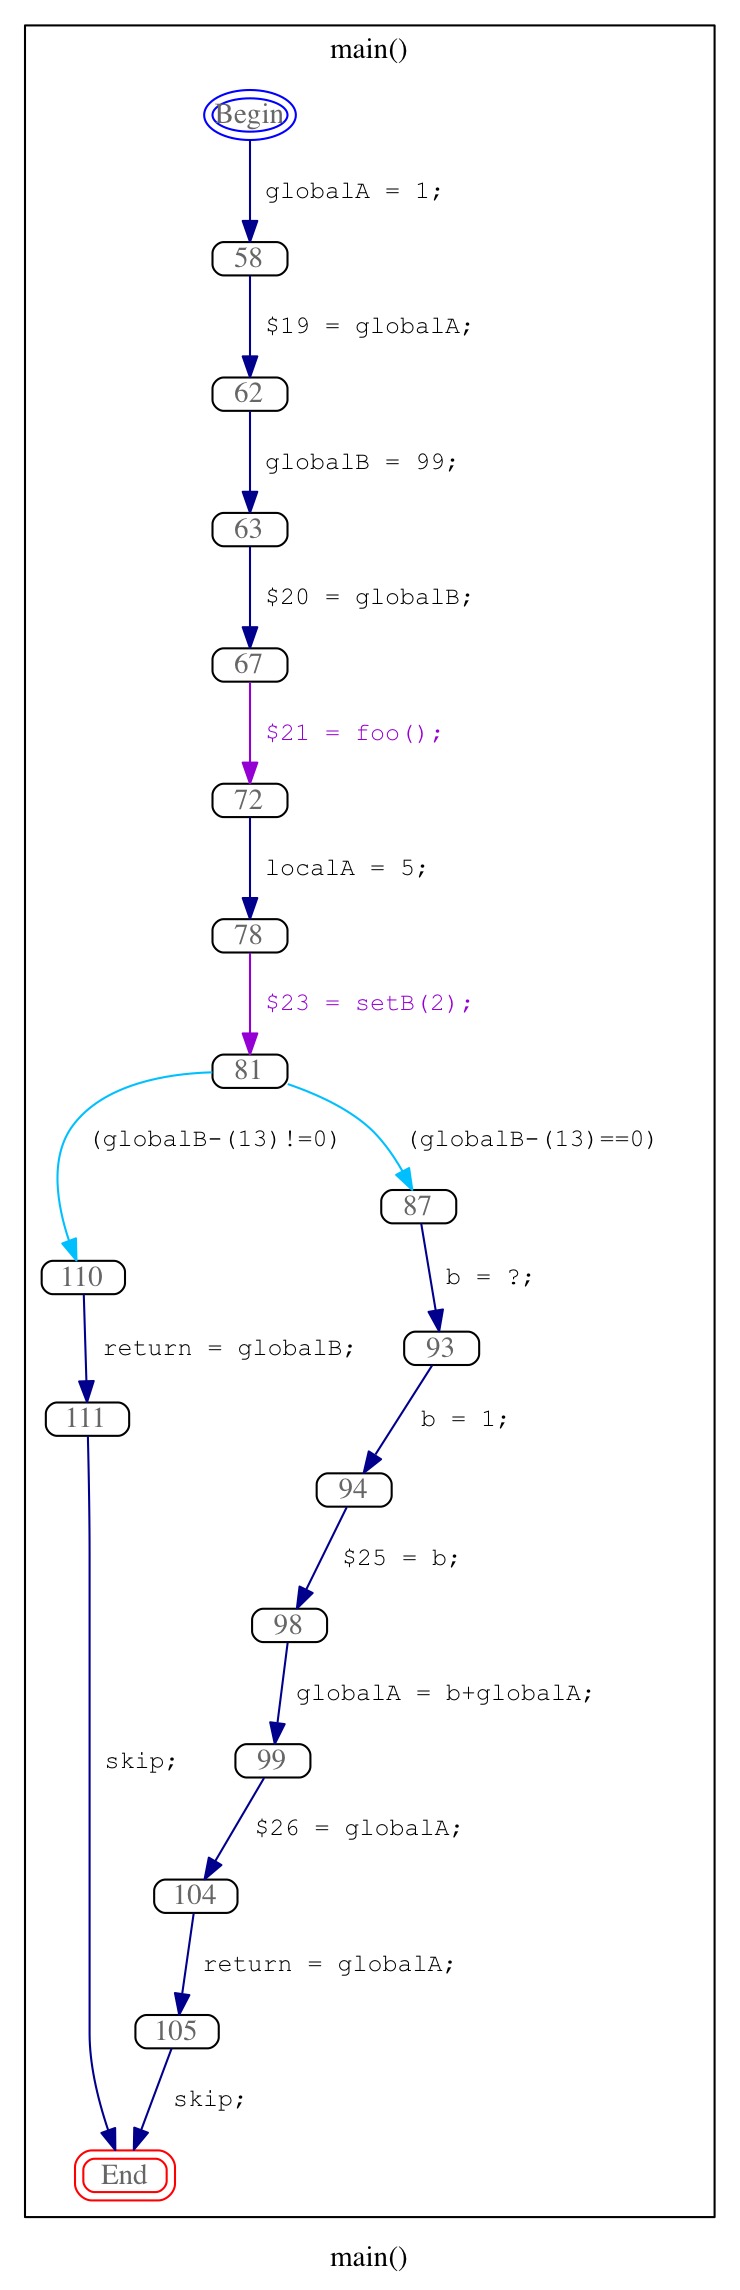 main()
Begin
globalA = 1;
58
$19 = globalA;
62
globalB = 99;
63
$20 = globalB;
67
$21 = foo();
72
localA = 5;
78
$23 = setB(2);
81
(globalB-(13)!=0)
(globalB-(13)==0)
87
110
b = ?;
93
return = globalB;
111
b = 1;
94
$25 = b;
98
globalA = b+globalA;
99
skip;
$26 = globalA;
104
return = globalA;
105
skip;
End
main()